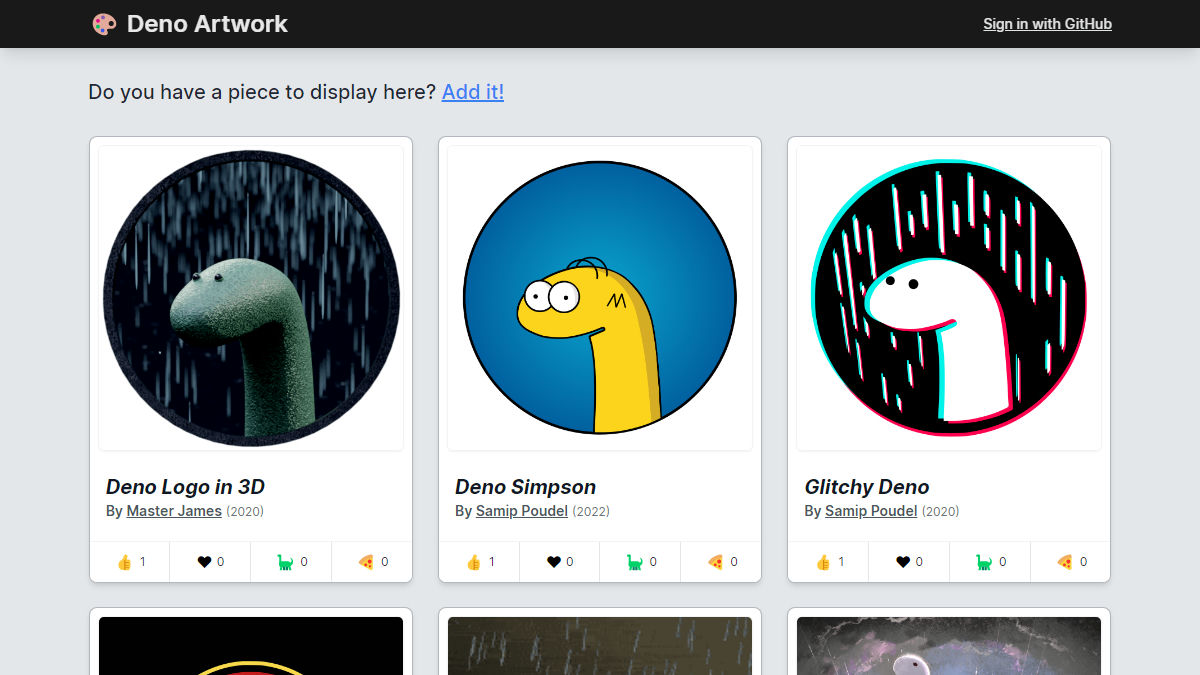 Deno Artwork
Sign in with GitHub
Do you have a piece to display here? Add it!
Deno Logo in 3D
By Master James (2020)
1
0
0
0
Deno Simpson
By Samip Poudel (2022)
1
0
0
0
Glitchy Deno
By Samip Poudel (2020)
1
0
0
0